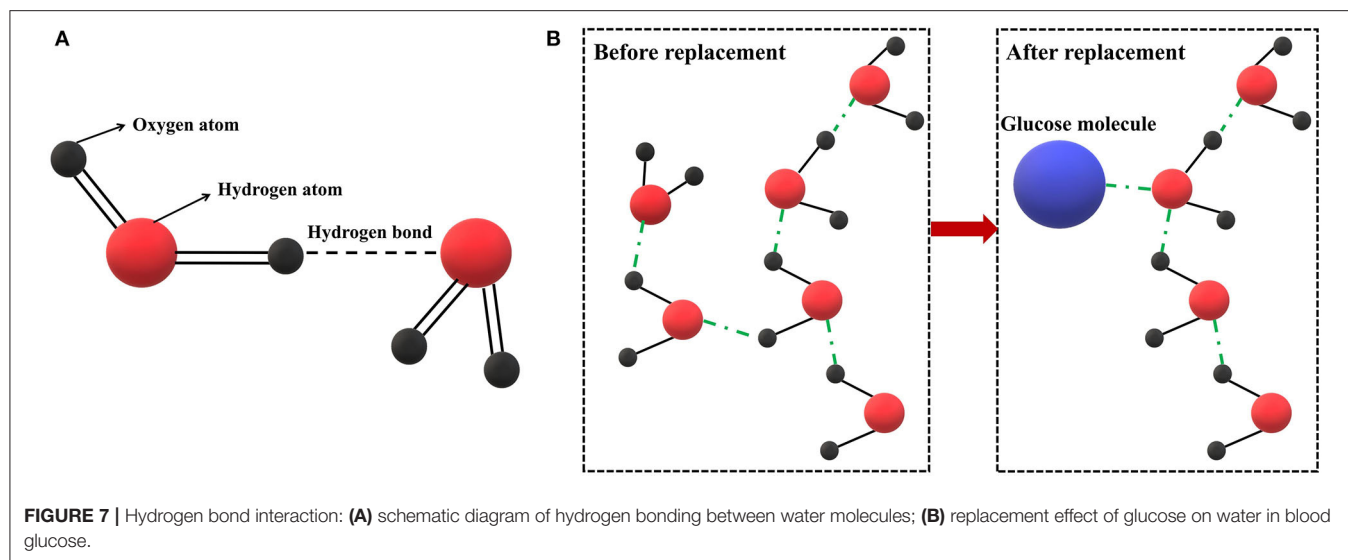 A
Oxygen atom
Hydrogen atom
Hydrogen bond
B
Before replacement
After replacement
Glucose molecule
FIGURE 7 | Hydrogen bond interaction: (A) schematic diagram of hydrogen bonding between water molecules; (B) replacement effect of glucose on water in blood
glucose.